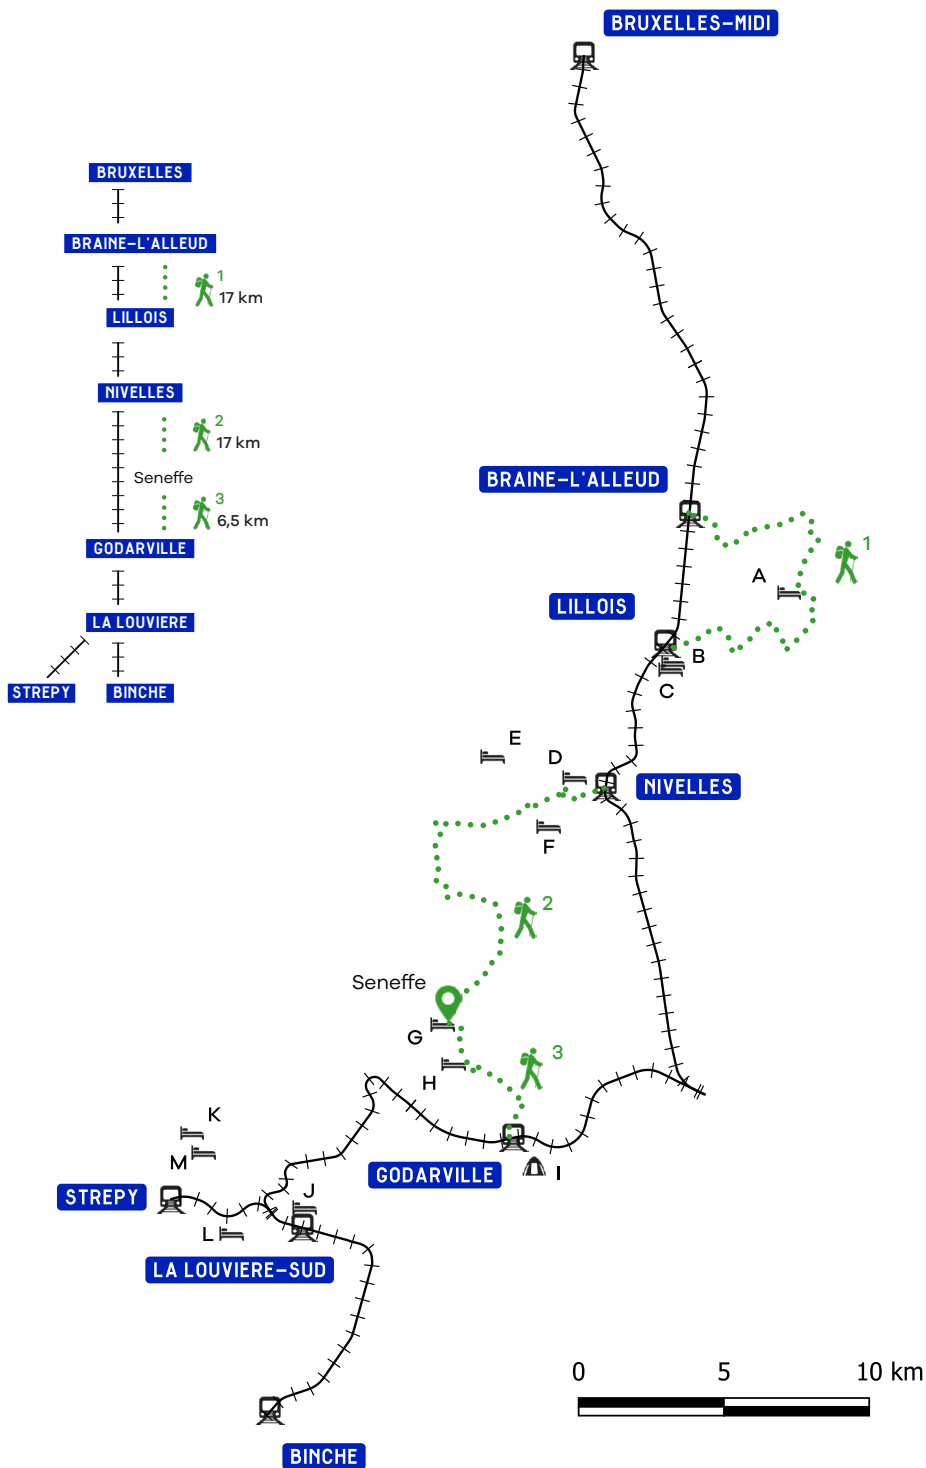 BRUXELLES-MIDI
BRUXELLES
BRAINE-L'ALLEUD
1
17 km
LILLOIS
NIVELLES
2
17 km
Seneffe
3
6,5 km
GODARVILLE
LA LOUVIERE
STREPY
BINCHE
BRAINE-L'ALLEUD
1
A
LILLOIS
B
C
E
D
NIVELLES
F
2
Seneffe
G
3
H
K
M
GODARVILLE
I
J
STREPY
L
LA LOUVIERE-SUD
0 5 10 km
BINCHE